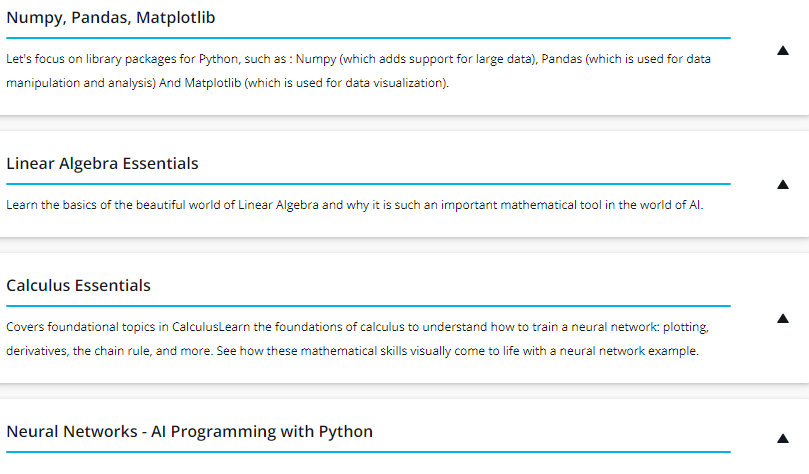 Numpy, Pandas, Matplotlib
Let's focus on library packages for Python, such as : Numpy (which adds support for large data), Pandas (which is used for data
manipulation and analysis) And Matplotlib (which is used for data visualization).
Linear Algebra Essentials
Learn the basics of the beautiful world of Linear Algebra and why it is such an important mathematical tool in the world of AI.
Calculus Essentials
Covers foundational topics in CalculusLearn the foundations of calculus to understand how to train a neural network: plotting,
derivatives, the chain rule, and more. See how these mathematical skills visually come to life with a neural network example.
Neural Networks - AI Programming with Python